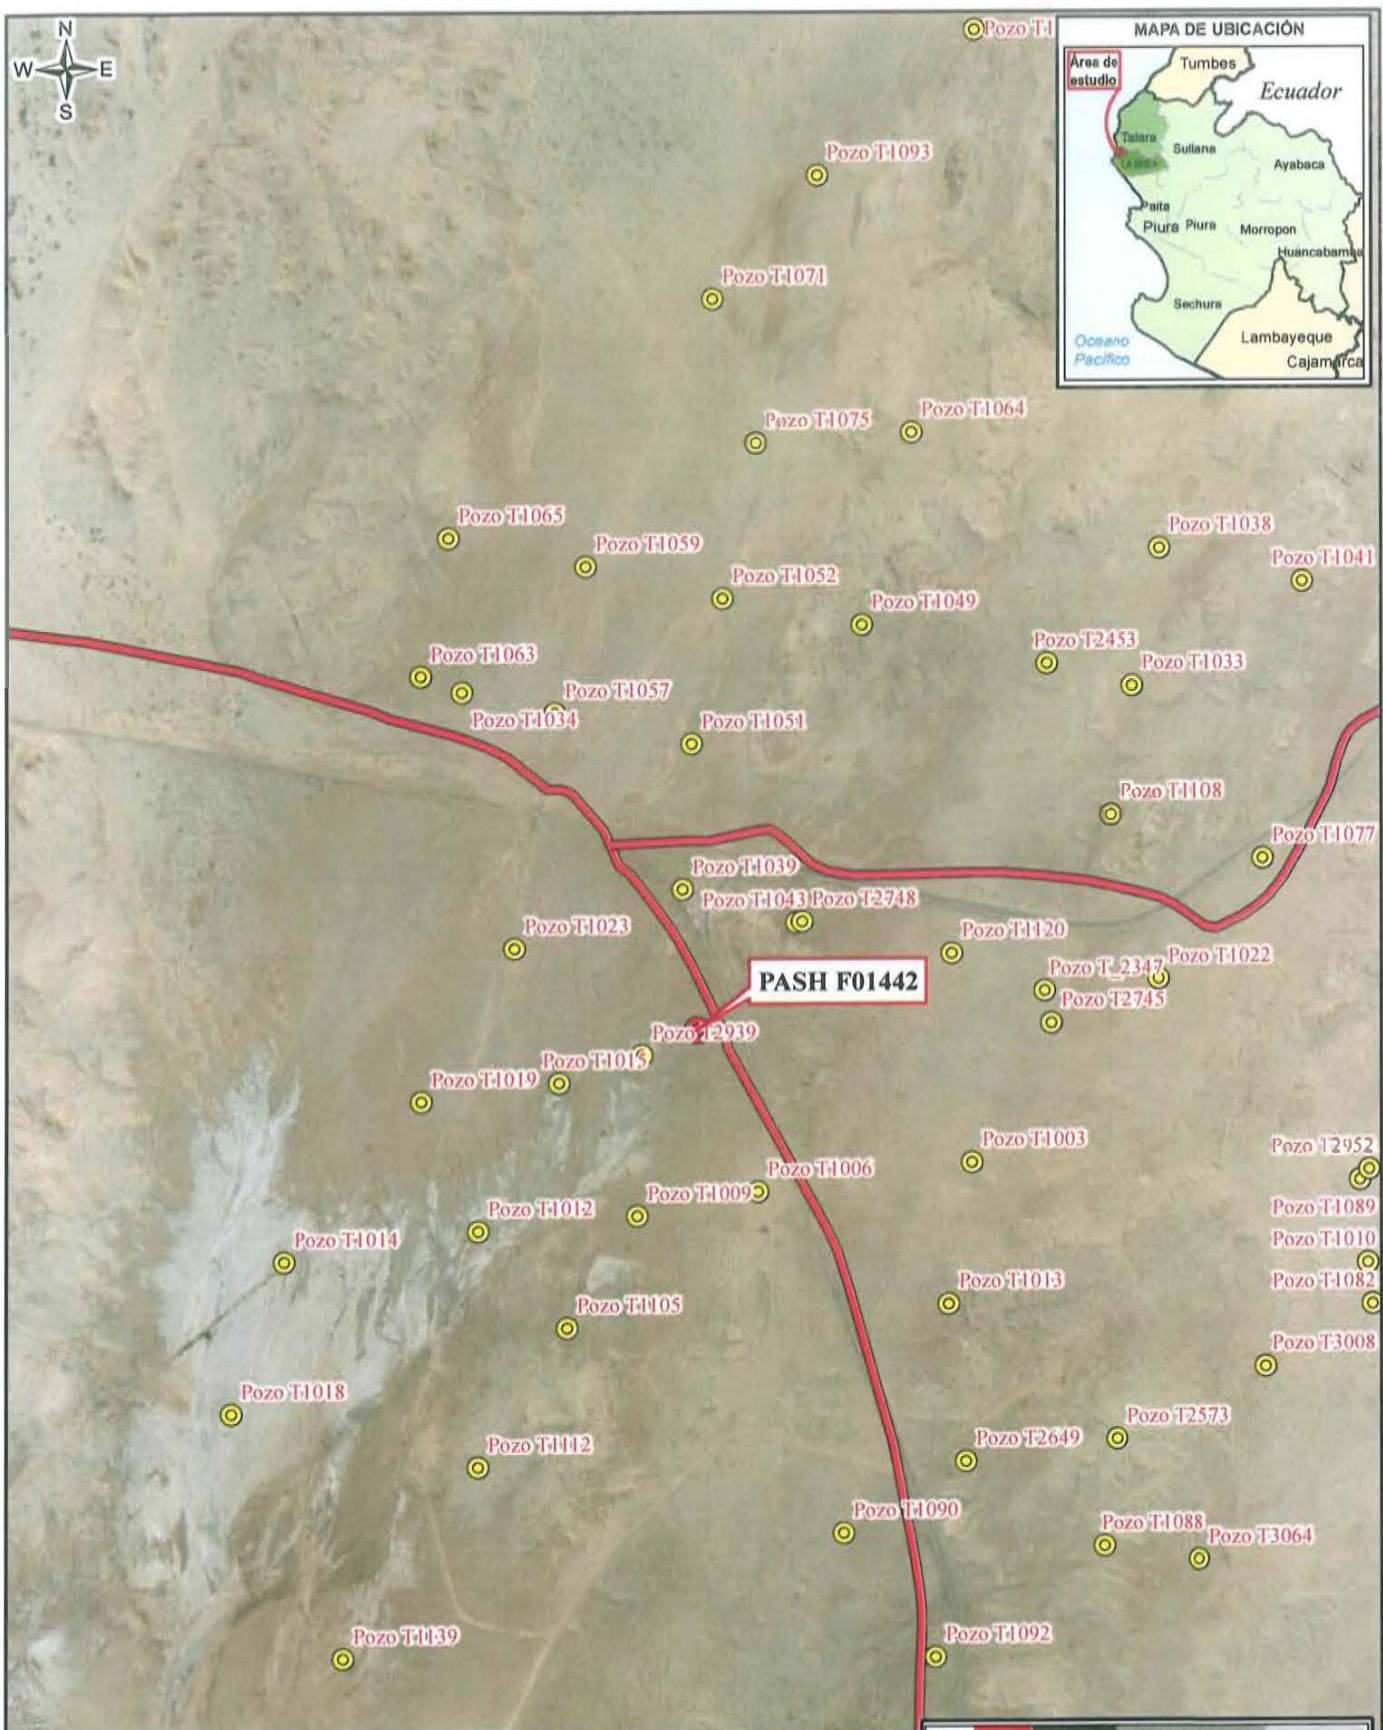 N
W E
S
Pozo T1
MAPA DE UBICACIÓN
Área de
estudio
Tumbes
Ecuador
Talara
Sullana
Ayabaca
LA BREA
Paita
Piura
Piura
Morropon
Huancabamba
Sechura
Lambayeque
Cajamarca
Oceano
Pacífico
Pozo T1093
Pozo T1071
Pozo T1064
Pozo T1075
Pozo T1065
Pozo T1038
Pozo T1059
Pozo T1041
Pozo T1052
Pozo T1049
Pozo T2453
Pozo T1063
Pozo T1033
Pozo T1057
Pozo T1034
Pozo T1051
Pozo T1108
Pozo T1077
Pozo T1039
Pozo T1043
Pozo T2748
Pozo T1023
Pozo T1120
Pozo T1022
Pozo T_2347
PASH F01442
Pozo T2745
Pozo T2939
Pozo T1015
Pozo T1019
Pozo T1003
Pozo T2952
Pozo T1006
Pozo T1009
Pozo T1089
Pozo T1012
Pozo T1014
Pozo T1010
Pozo T1013
Pozo T1082
Pozo T1105
Pozo T3008
Pozo T1018
Pozo T2573
Pozo T2649
Pozo T1112
Pozo T1090
Pozo T1088
Pozo T3064
Pozo T1092
Pozo T1139